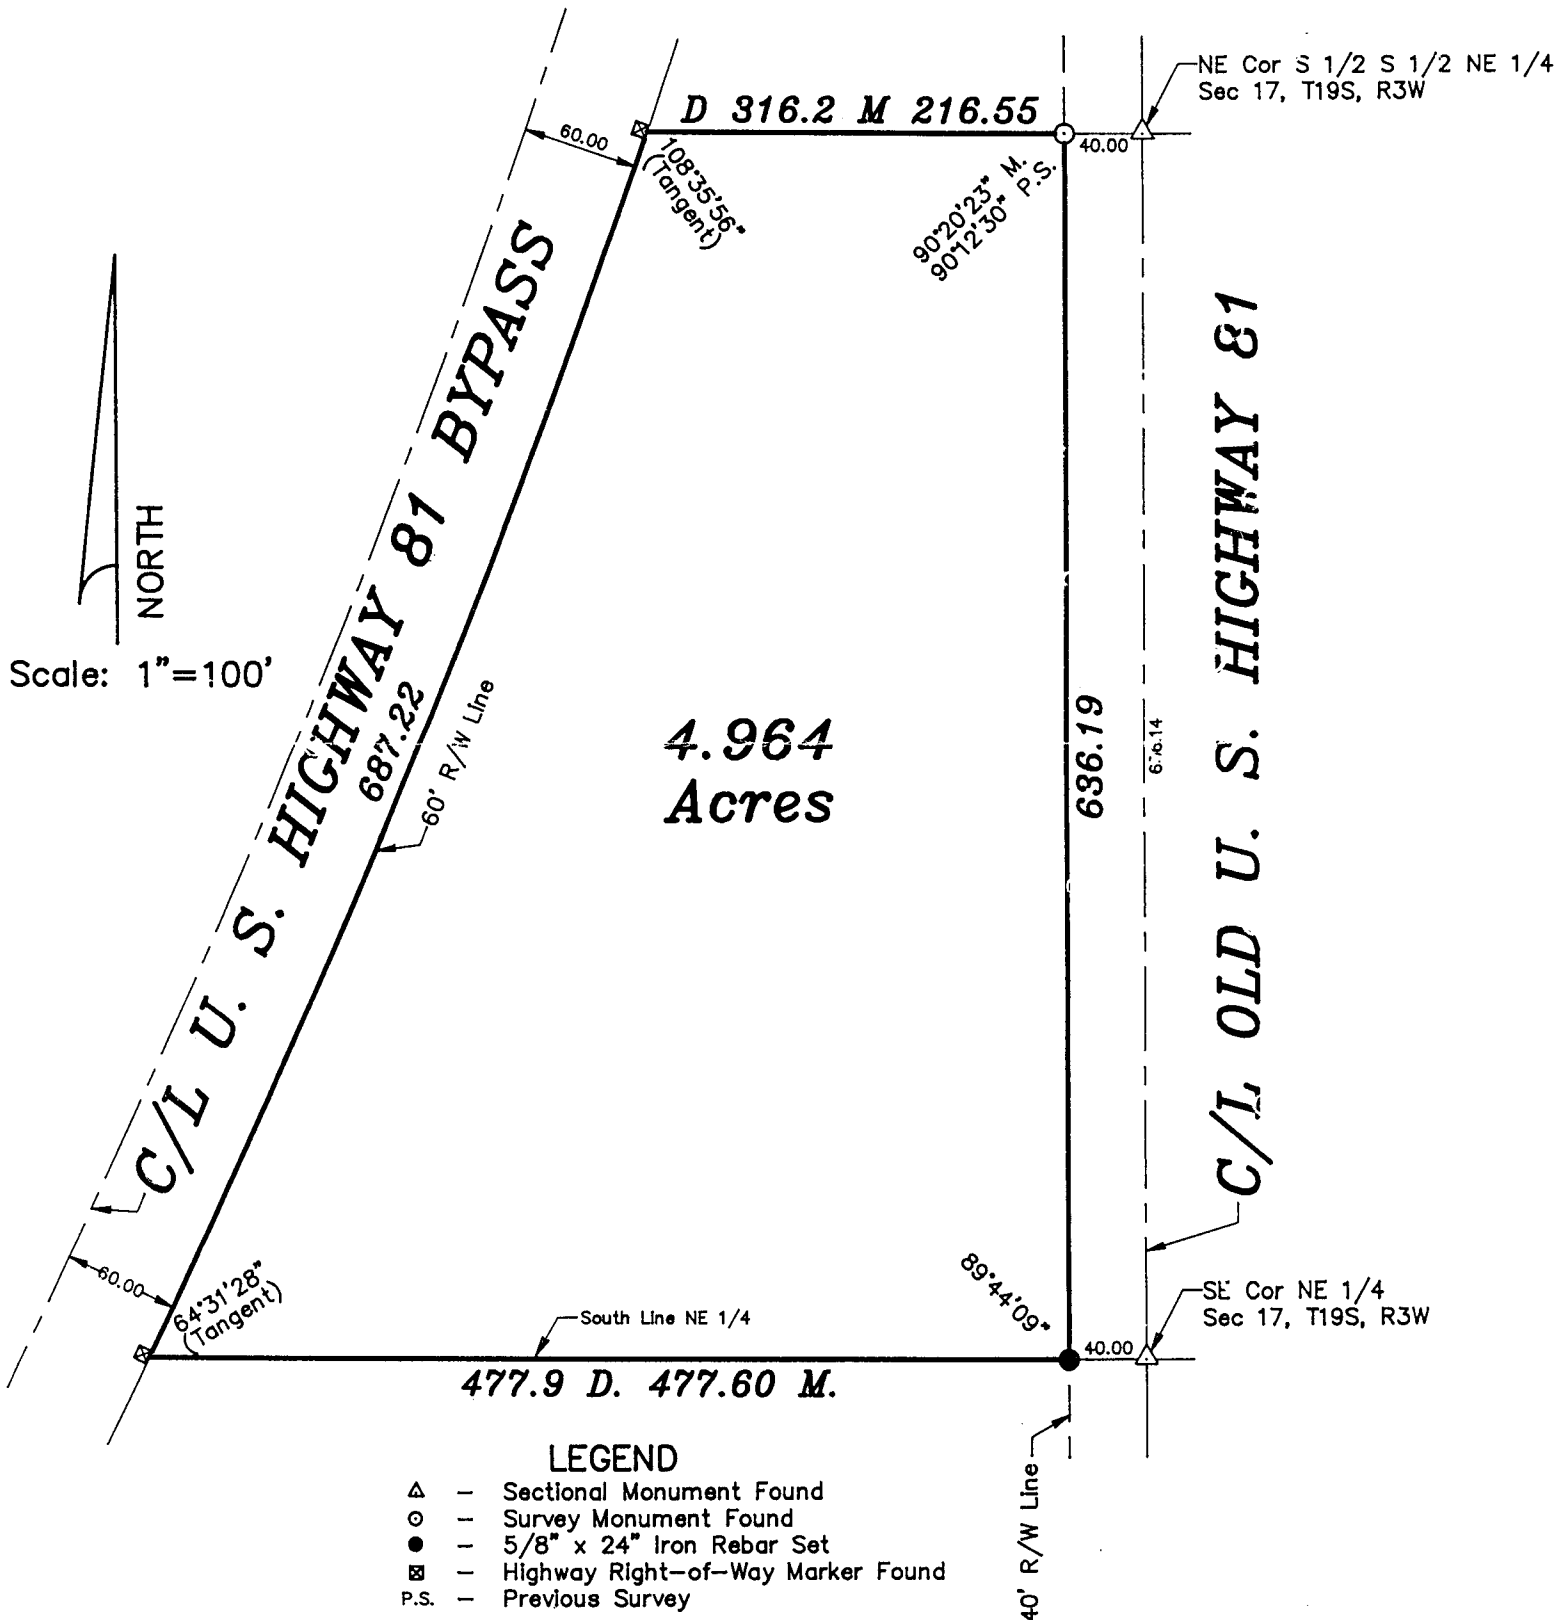 NE Cor S 1/2 S 1/2 NE 1/4
Sec 17, T19S, R3W
D 316.2 M 216.55
60.00
40.00
108°35'56"
(Tangent)
90°20'23" M.
90°12'30" P.S.
NORTH
Scale: 1"=100'
C/L U. S. HIGHWAY 81 BYPASS
687.22
60' R/W Line
4.964
Acres
636.19
C/L OLD U. S. HIGHWAY 81
60.00
64°31'28"
(Tangent)
South Line NE 1/4
89°44'09"
SE Cor NE 1/4
Sec 17, T19S, R3W
40.00
477.9 D. 477.60 M.
40' R/W Line
LEGEND
△ – Sectional Monument Found
⊙ – Survey Monument Found
● – 5/8" x 24" Iron Rebar Set
⊠ – Highway Right-of-Way Marker Found
P.S. – Previous Survey